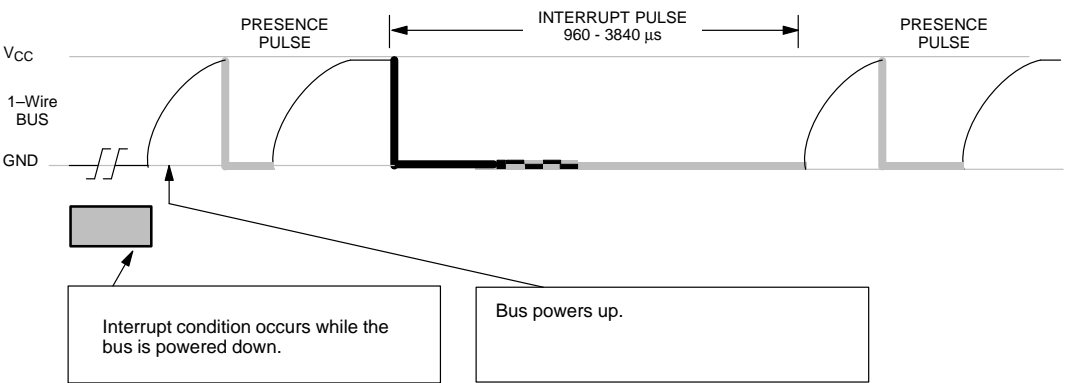 PRESENCE
PULSE
INTERRUPT PULSE
960 - 3840 µs
PRESENCE
PULSE
VCC
1–Wire
BUS
GND
Interrupt condition occurs while the
bus is powered down.
Bus powers up.